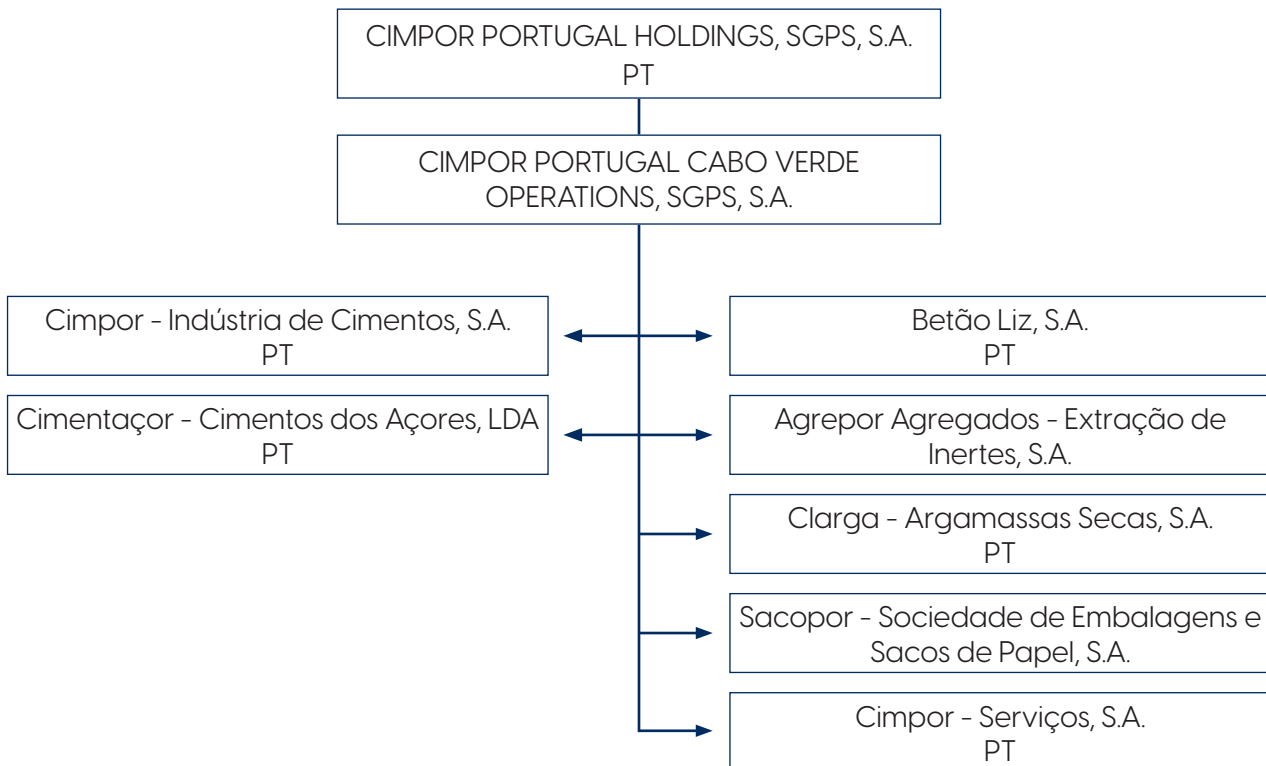 CIMPOR PORTUGAL HOLDINGS, SGPS, S.A.
PT
CIMPOR PORTUGAL CABO VERDE
OPERATIONS, SGPS, S.A.
Cimpor - Indústria de Cimentos, S.A.
PT
Betão Liz, S.A.
PT
Cimentaçor - Cimentos dos Açores, LDA
PT
Agrepor Agregados - Extração de
Inertes, S.A.
Clarga - Argamassas Secas, S.A.
PT
Sacopor - Sociedade de Embalagens e
Sacos de Papel, S.A.
Cimpor - Serviços, S.A.
PT